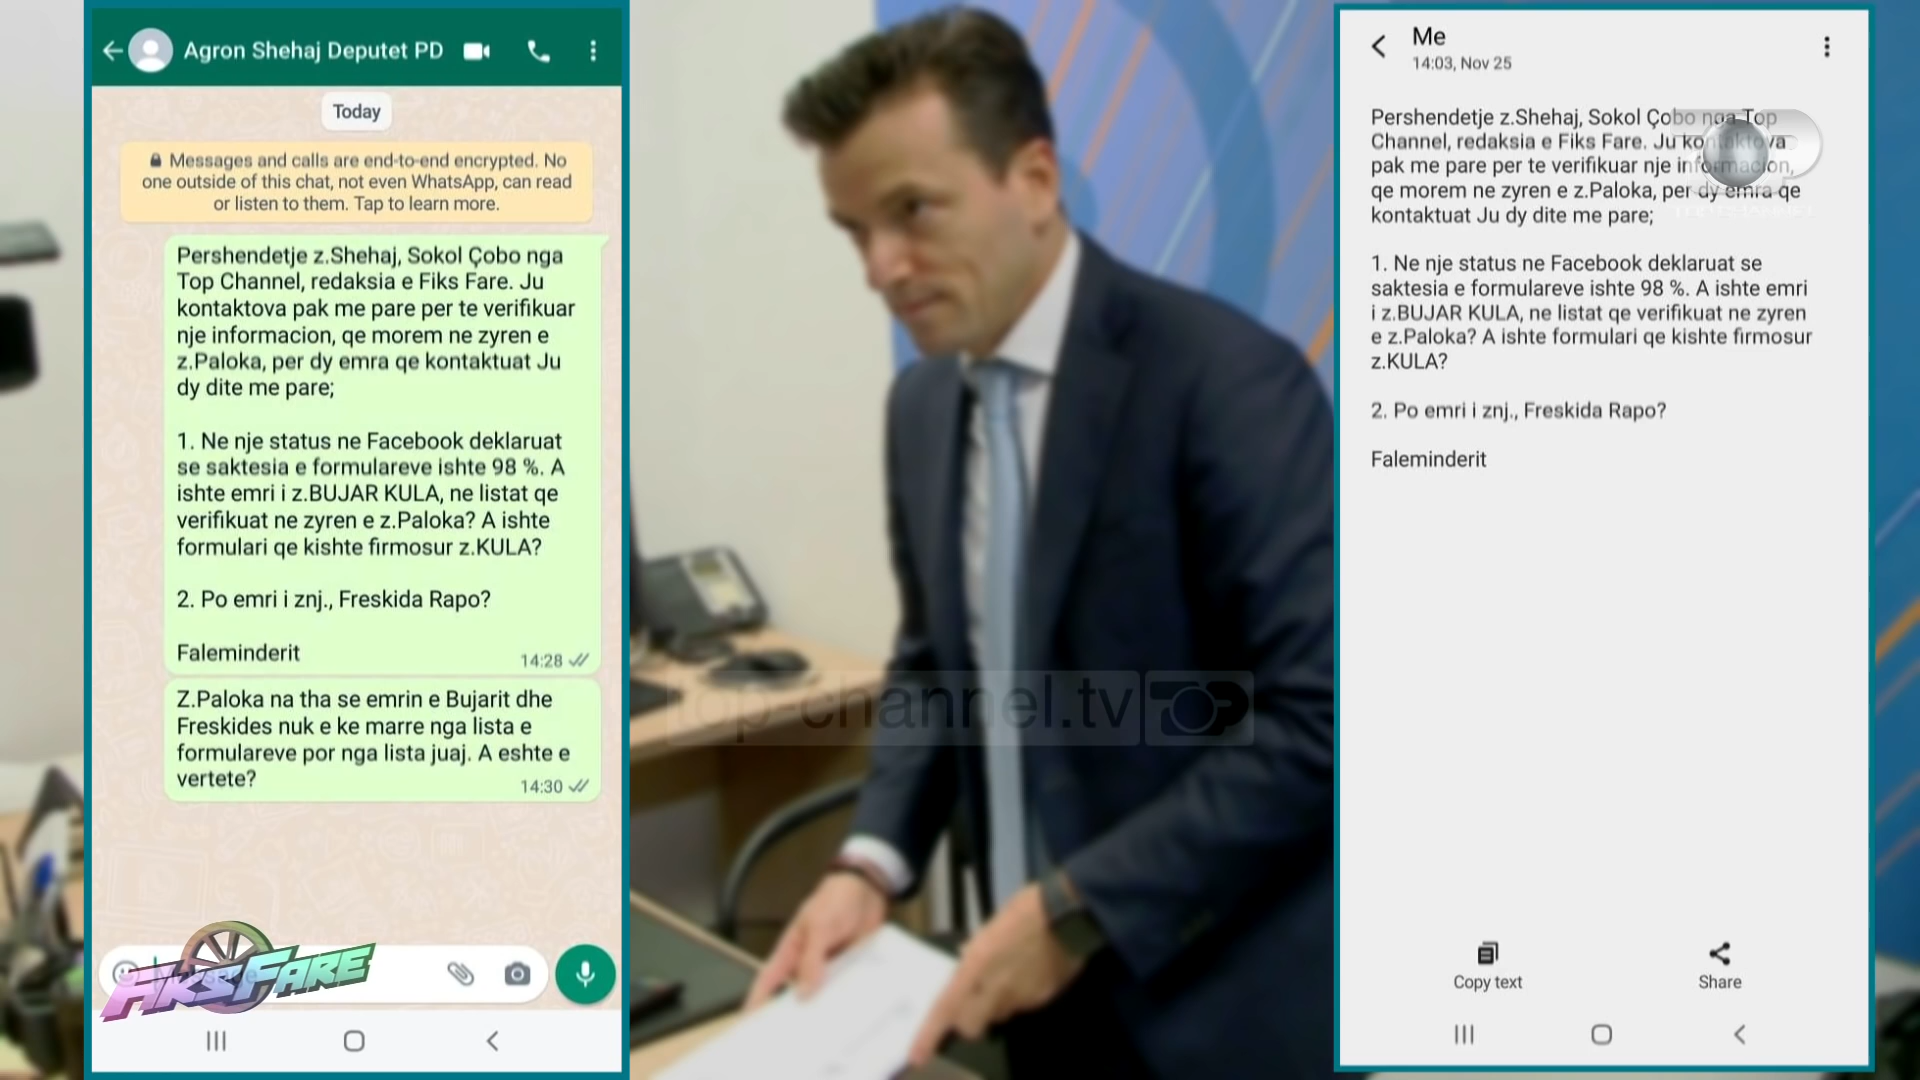 Agron Shehaj Deputet PD
Today
Messages and calls are end-to-end encrypted. No
one outside of this chat, not even WhatsApp, can read
or listen to them. Tap to learn more.
Pershendetje z.Shehaj, Sokol Çobo nga
Top Channel, redaksia e Fiks Fare. Ju
kontaktova pak me pare per te verifikuar
nje informacion, qe morem ne zyren e
z.Paloka, per dy emra qe kontaktuat Ju
dy dite me pare;
1. Ne nje status ne Facebook deklaruat
se saktesia e formulareve ishte 98 %. A
ishte emri i z.BUJAR KULA, ne listat qe
verifikuat ne zyren e z.Paloka? A ishte
formulari qe kishte firmosur z.KULA?
2. Po emri i znj., Freskida Rapo?
Faleminderit
14:28
Z.Paloka na tha se emrin e Bujarit dhe
Freskides nuk e ke marre nga lista e
formulareve por nga lista juaj. A eshte e
vertete?
14:30
FIKS FARE
top-channel.tv
Me
14:03, Nov 25
Pershendetje z.Shehaj, Sokol Çobo nga Top
Channel, redaksia e Fiks Fare. Ju kontaktova
pak me pare per te verifikuar nje informacion,
qe morem ne zyren e z.Paloka, per dy emra qe
kontaktuat Ju dy dite me pare;
1. Ne nje status ne Facebook deklaruat se
saktesia e formulareve ishte 98 %. A ishte emri
i z.BUJAR KULA, ne listat qe verifikuat ne zyren
e z.Paloka? A ishte formulari qe kishte firmosur
z.KULA?
2. Po emri i znj., Freskida Rapo?
Faleminderit
Copy text
Share